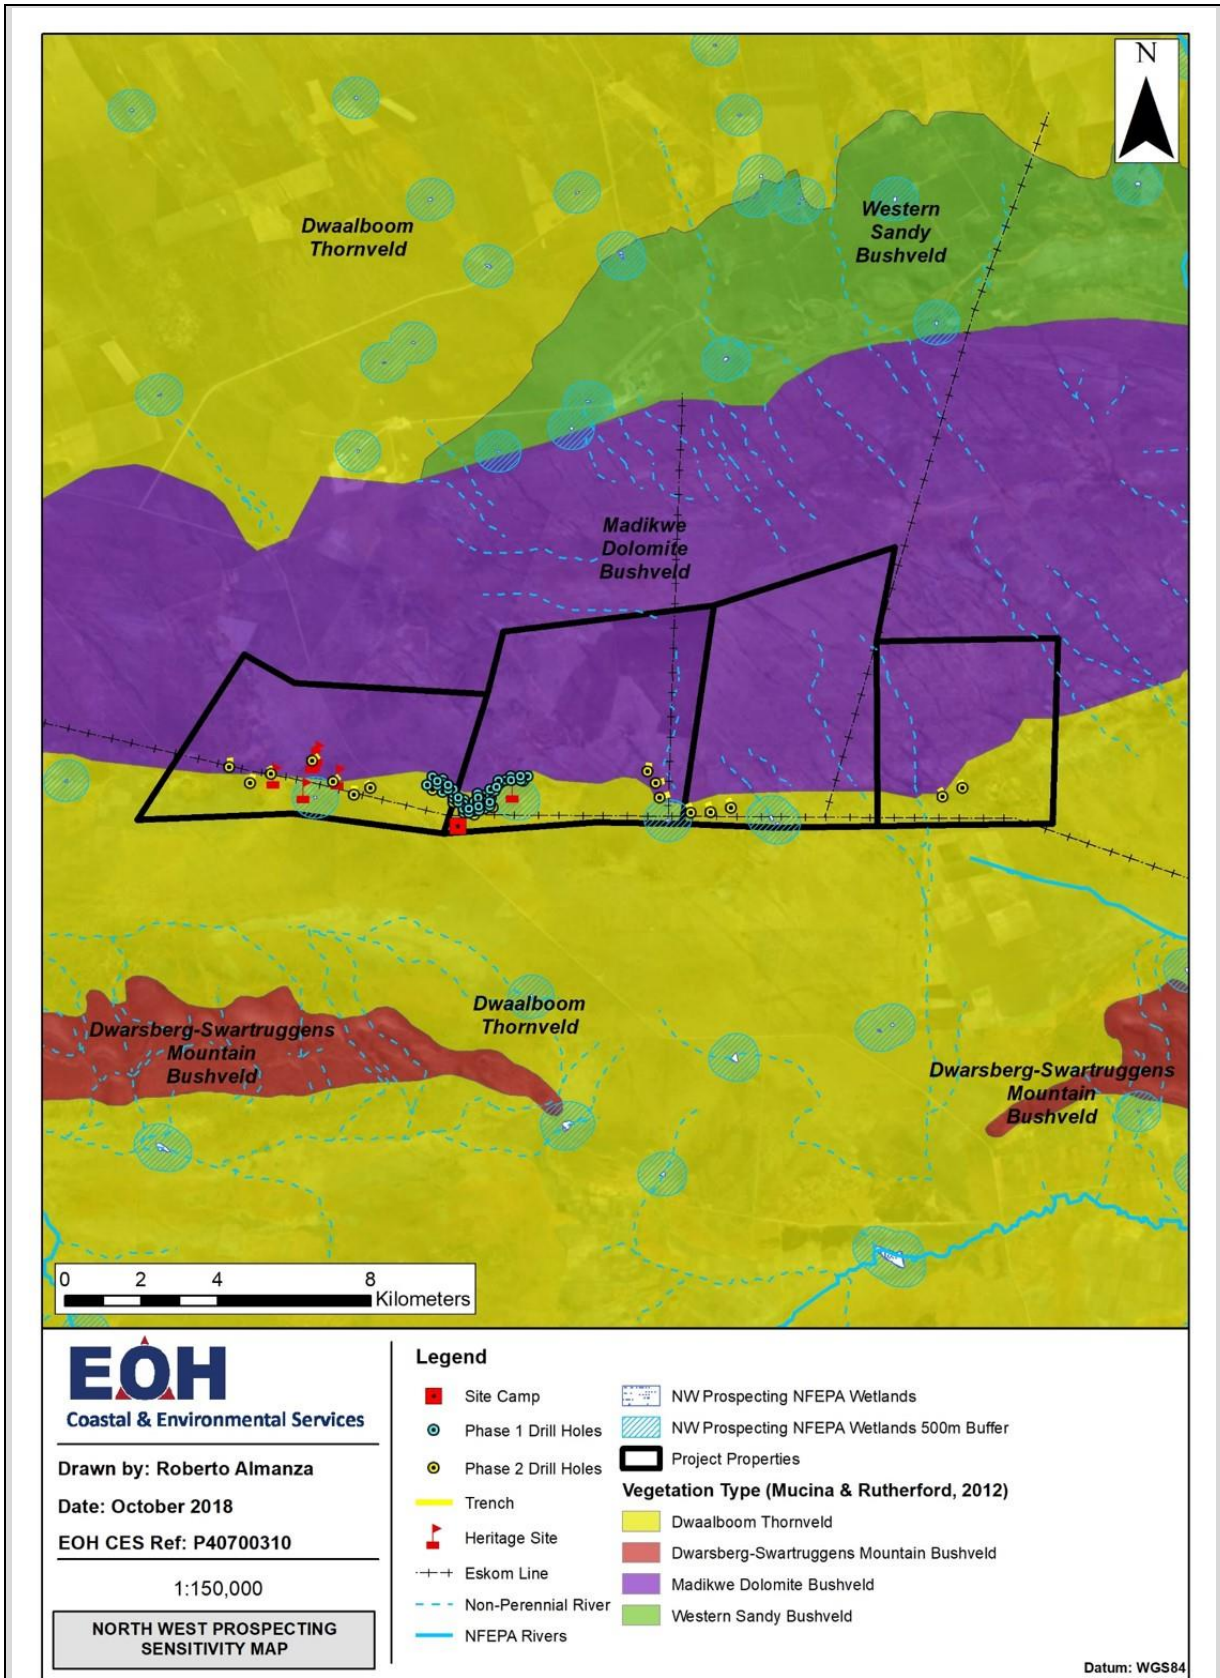 N
Dwaalboom
Thornveld
Western
Sandy
Bushveld
Madikwe
Dolomite
Bushveld
Dwaalboom
Thornveld
Dwarsberg-Swartruggens
Mountain
Bushveld
Dwarsberg-Swartruggens
Mountain
Bushveld
0 2 4 8
Kilometers
EOH
Coastal & Environmental Services
Drawn by: Roberto Almanza
Date: October 2018
EOH CES Ref: P40700310
1:150,000
NORTH WEST PROSPECTING
SENSITIVITY MAP
Legend
Site Camp
Phase 1 Drill Holes
Phase 2 Drill Holes
Trench
Heritage Site
Eskom Line
Non-Perennial River
NFEPA Rivers
NW Prospecting NFEPA Wetlands
NW Prospecting NFEPA Wetlands 500m Buffer
Project Properties
Vegetation Type (Mucina & Rutherford, 2012)
Dwaalboom Thornveld
Dwarsberg-Swartruggens Mountain Bushveld
Madikwe Dolomite Bushveld
Western Sandy Bushveld
Datum: WGS84